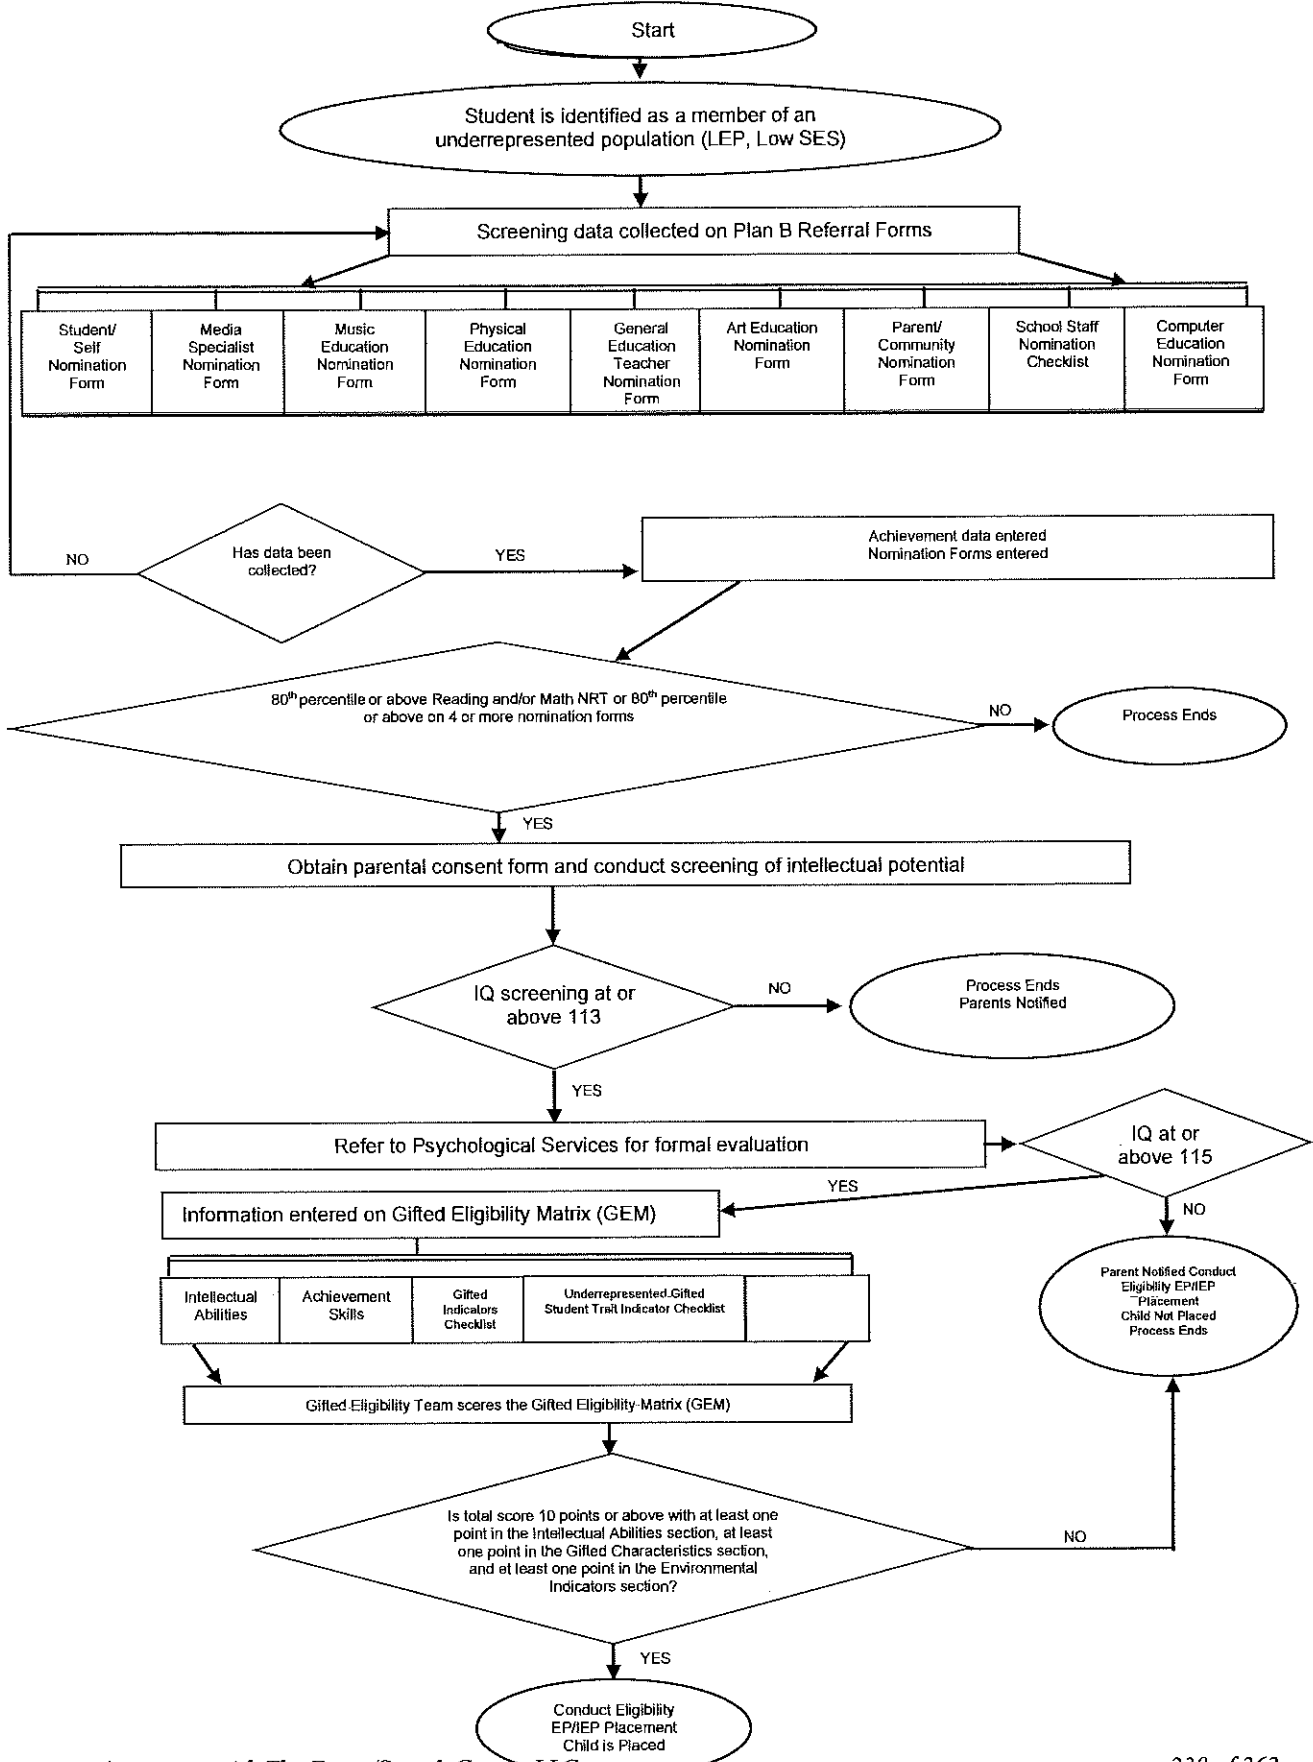 Start
Student is identified as a member of an
underrepresented population (LEP, Low SES)
Screening data collected on Plan B Referral Forms
Student/
Self
Nomination
Form
Media
Specialist
Nomination
Form
Music
Education
Nomination
Form
Physical
Education
Nomination
Form
General
Education
Teacher
Nomination
Form
Art Education
Nomination
Form
Parent/
Community
Nomination
Form
School Staff
Nomination
Checklist
Computer
Education
Nomination
Form
NO
Has data been
collected?
YES
Achievement data entered
Nomination Forms entered
80th percentile or above Reading and/or Math NRT or 80th percentile
or above on 4 or more nomination forms
NO
Process Ends
YES
Obtain parental consent form and conduct screening of intellectual potential
IQ screening at or
above 113
NO
Process Ends
Parents Notified
YES
Refer to Psychological Services for formal evaluation
IQ at or
above 115
YES
NO
Information entered on Gifted Eligibility Matrix (GEM)
Intellectual
Abilities
Achievement
Skills
Gifted
Indicators
Checklist
Underrepresented-Gifted
Student Trait Indicator Checklist
Parent Notified Conduct
Eligibility EP/IEP
Placement
Child Not Placed
Process Ends
Gifted-Eligibility Team scores the Gifted Eligibility-Matrix (GEM)
Is total score 10 points or above with at least one
point in the Intellectual Abilities section, at least
one point in the Gifted Characteristics section,
and et least one point in the Environmental
Indicators section?
NO
YES
Conduct Eligibility
EP/IEP Placement
Child is Placed